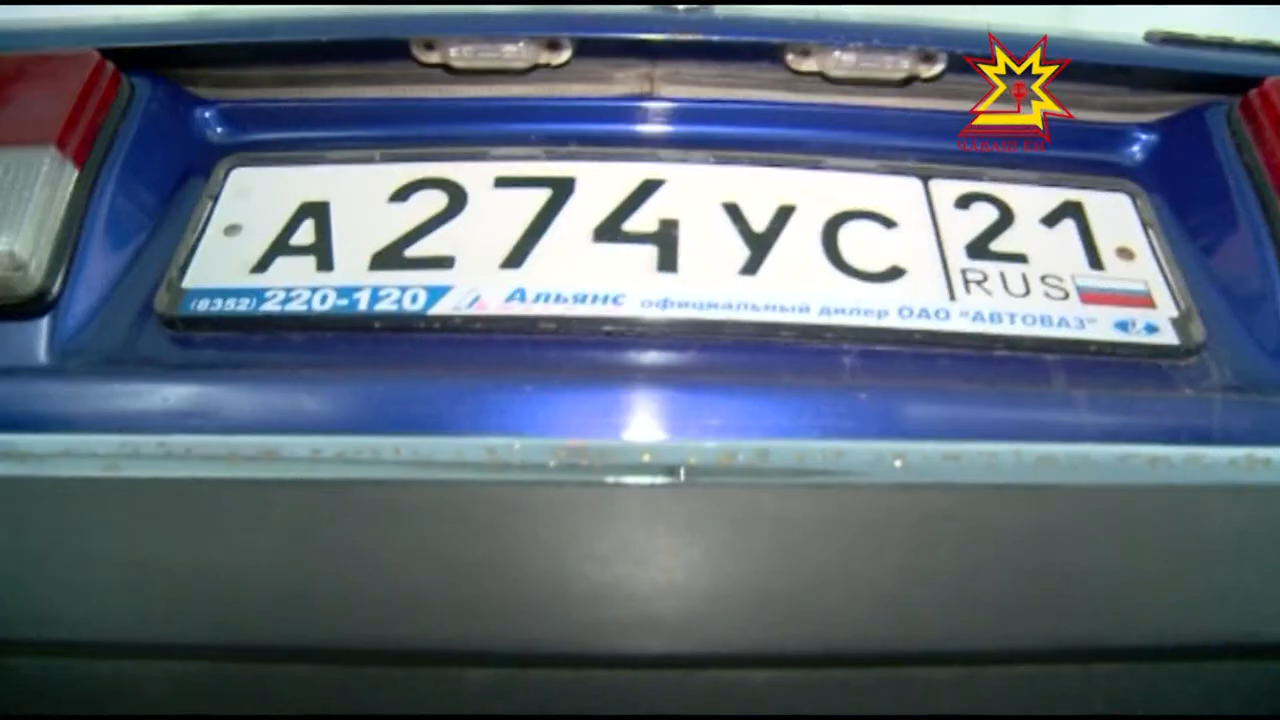 А274УС 21
RUS
(8352) 220-120 Альянс официальный дилер ОАО "АВТОВАЗ"